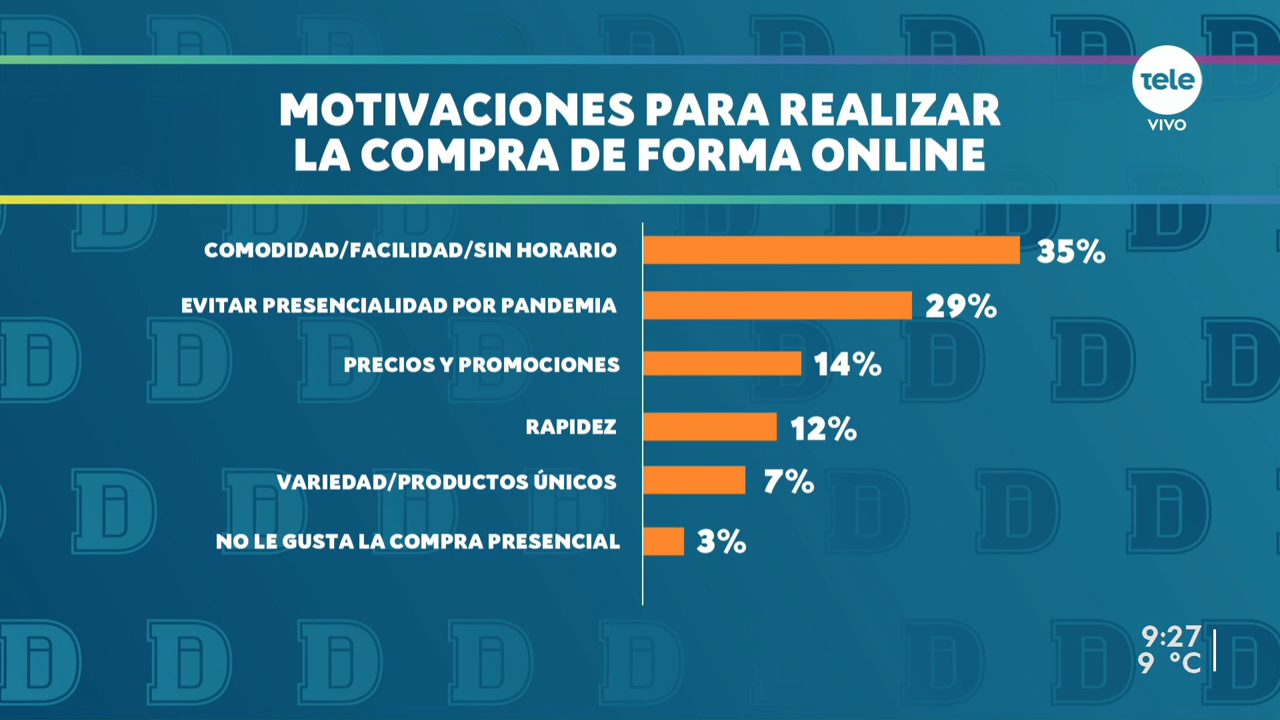 tele
VIVO
MOTIVACIONES PARA REALIZAR
LA COMPRA DE FORMA ONLINE
COMODIDAD/FACILIDAD/SIN HORARIO 35%
EVITAR PRESENCIALIDAD POR PANDEMIA 29%
PRECIOS Y PROMOCIONES 14%
RAPIDEZ 12%
VARIEDAD/PRODUCTOS ÚNICOS 7%
NO LE GUSTA LA COMPRA PRESENCIAL 3%
9:27
9 °C